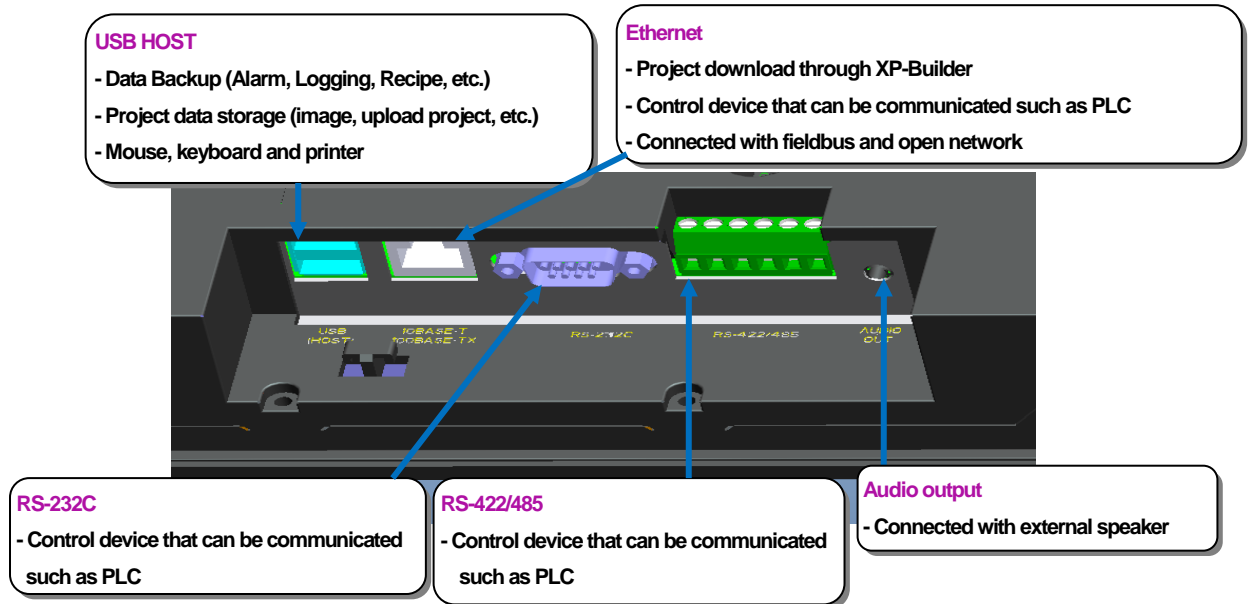 USB HOST
- Data Backup (Alarm, Logging, Recipe, etc.)
- Project data storage (image, upload project, etc.)
- Mouse, keyboard and printer
Ethernet
- Project download through XP-Builder
- Control device that can be communicated such as PLC
- Connected with fieldbus and open network
USB
(HOST)
10BASE-T
100BASE-TX
RS-232C
RS-422/485
AUDIO
OUT
RS-232C
- Control device that can be communicated
such as PLC
RS-422/485
- Control device that can be communicated
such as PLC
Audio output
- Connected with external speaker